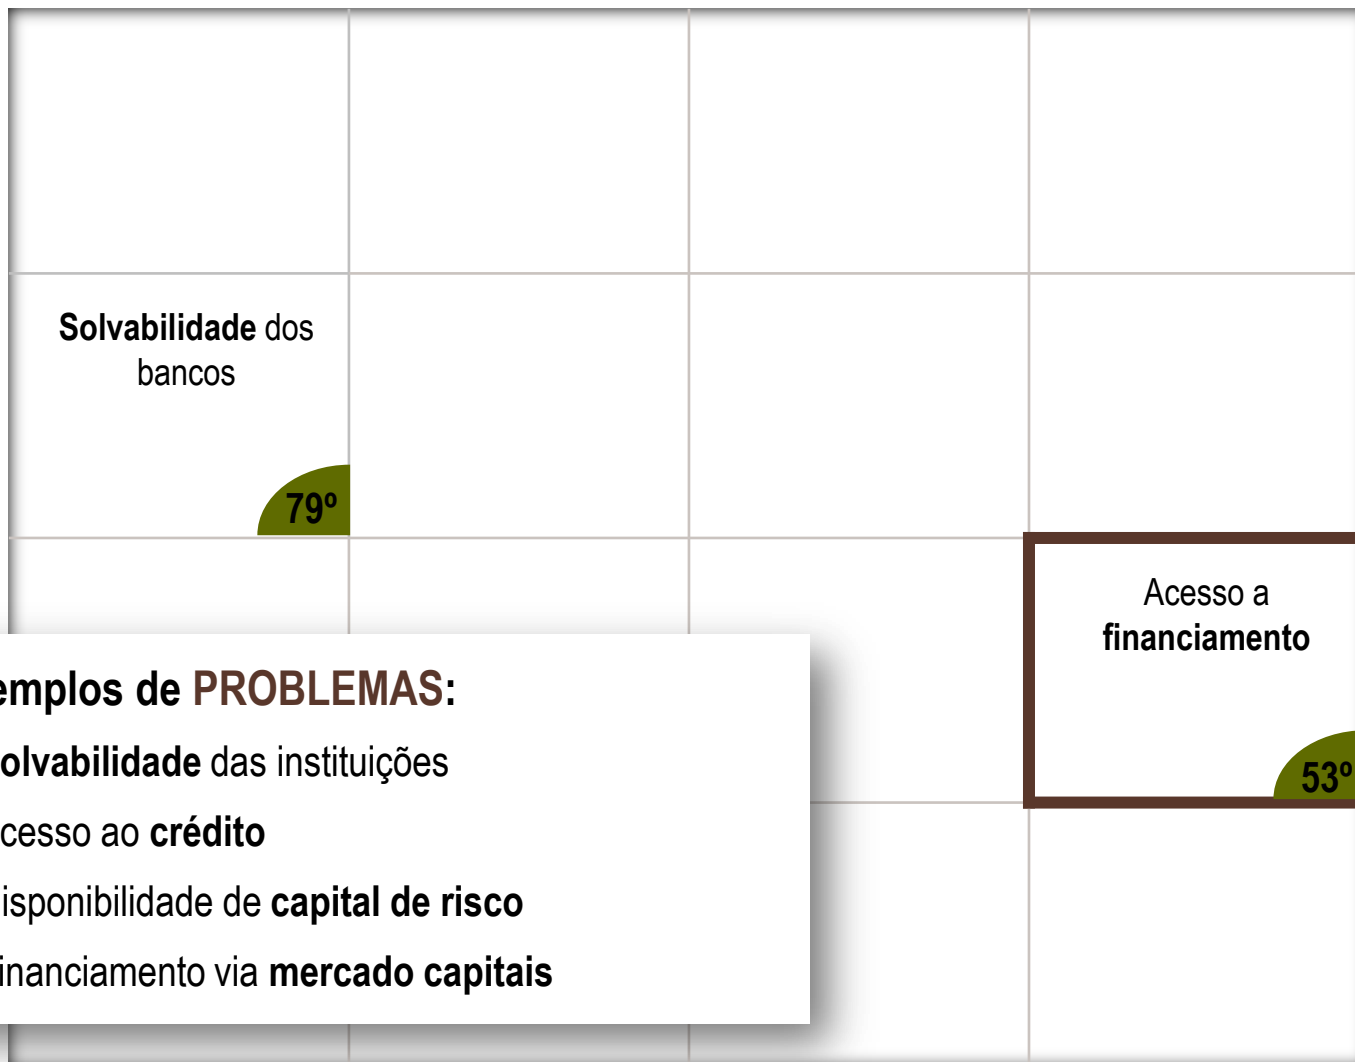 Solvabilidade dos
bancos
79º
Acesso a
financiamento
53º
emplos de PROBLEMAS:
olvabilidade das instituições
cesso ao crédito
isponibilidade de capital de risco
inanciamento via mercado capitais